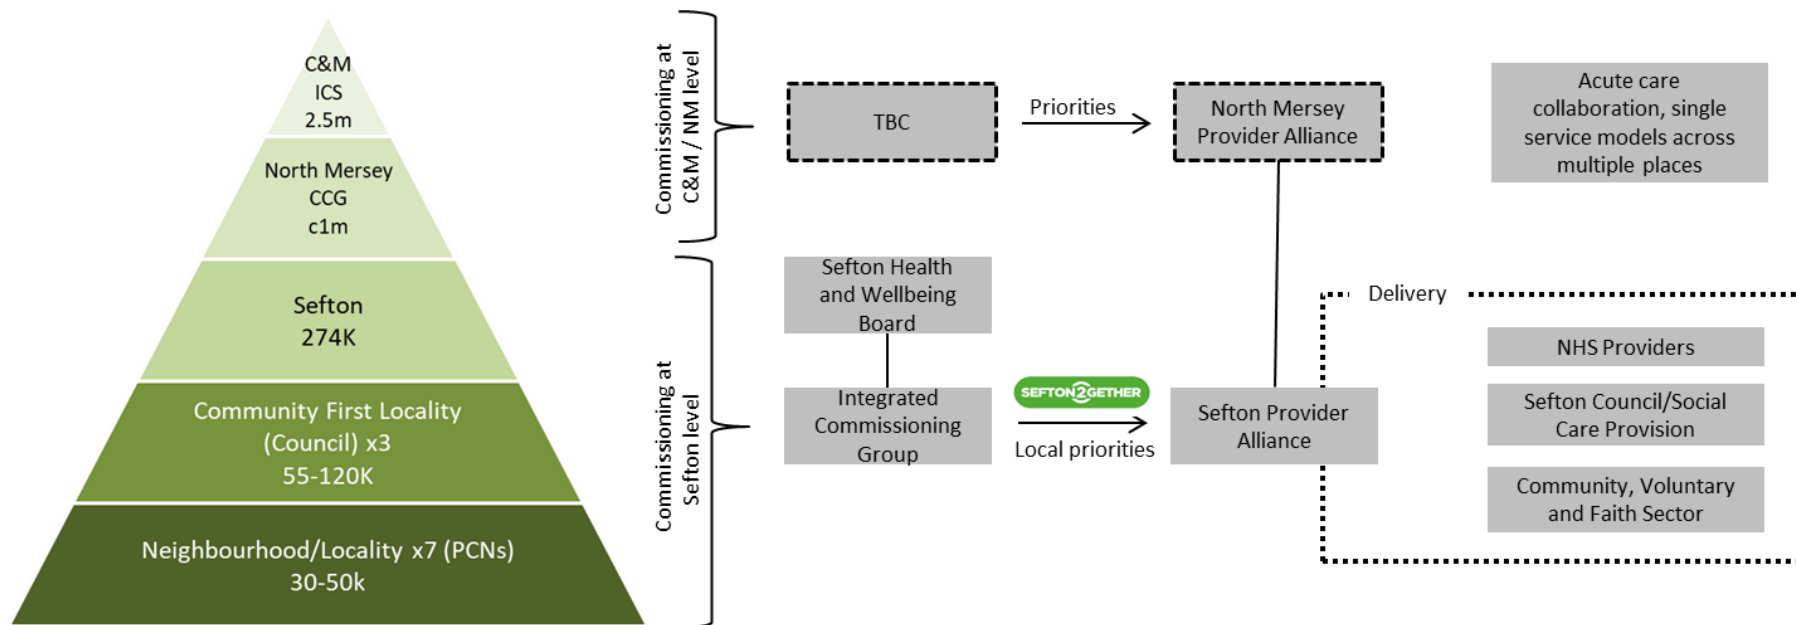 C&M
ICS
2.5m
North Mersey
CCG
c1m
Sefton
274K
Community First Locality
(Council) x3
55-120K
Neighbourhood/Locality x7 (PCNs)
30-50k
Commissioning at
C&M / NM level
TBC
Priorities
North Mersey
Provider Alliance
Acute care
collaboration, single
service models across
multiple places
Commissioning at
Sefton level
Sefton Health
and Wellbeing
Board
Integrated
Commissioning
Group
SEFTON2GETHER
Local priorities
Sefton Provider
Alliance
Delivery
NHS Providers
Sefton Council/Social
Care Provision
Community, Voluntary
and Faith Sector